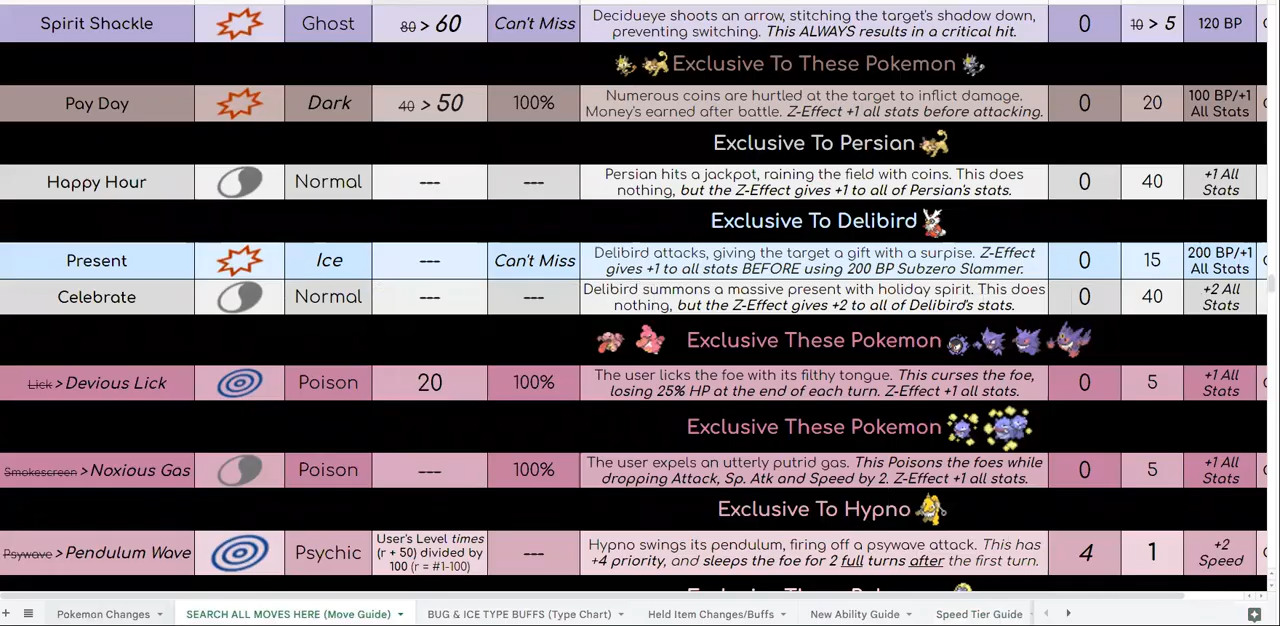 Spirit Shackle Ghost 80 > 60 Can't Miss Decidueye shoots an arrow, stitching the target's shadow down, preventing switching. This ALWAYS results in a critical hit. 0 10 > 5 120 BP
Exclusive To These Pokemon
Pay Day Dark 40 > 50 100% Numerous coins are hurtled at the target to inflict damage. Money's earned after battle. Z-Effect +1 all stats before attacking. 0 20 100 BP/+1 All Stats
Exclusive To Persian
Happy Hour Normal --- --- Persian hits a jackpot, raining the field with coins. This does nothing, but the Z-Effect gives +1 to all of Persian's stats. 0 40 +1 All Stats
Exclusive To Delibird
Present Ice --- Can't Miss Delibird attacks, giving the target a gift with a surpise. Z-Effect gives +1 to all stats BEFORE using 200 BP Subzero Slammer. 0 15 200 BP/+1 All Stats
Celebrate Normal --- --- Delibird summons a massive present with holiday spirit. This does nothing, but the Z-Effect gives +2 to all of Delibird's stats. 0 40 +2 All Stats
Exclusive These Pokemon
Lick > Devious Lick Poison 20 100% The user licks the foe with its filthy tongue. This curses the foe, losing 25% HP at the end of each turn. Z-Effect +1 all stats. 0 5 +1 All Stats
Exclusive These Pokemon
Smokescreen > Noxious Gas Poison --- 100% The user expels an utterly putrid gas. This Poisons the foes while dropping Attack, Sp. Atk and Speed by 2. Z-Effect +1 all stats. 0 5 +1 All Stats
Exclusive To Hypno
Psywave > Pendulum Wave Psychic User's Level times (r + 50) divided by 100 (r = #1-100) --- Hypno swings its pendulum, firing off a psywave attack. This has +4 priority, and sleeps the foe for 2 full turns after the first turn. 4 1 +2 Speed
+ Pokemon Changes SEARCH ALL MOVES HERE (Move Guide) BUG & ICE TYPE BUFFS (Type Chart) Held Item Changes/Buffs New Ability Guide Speed Tier Guide